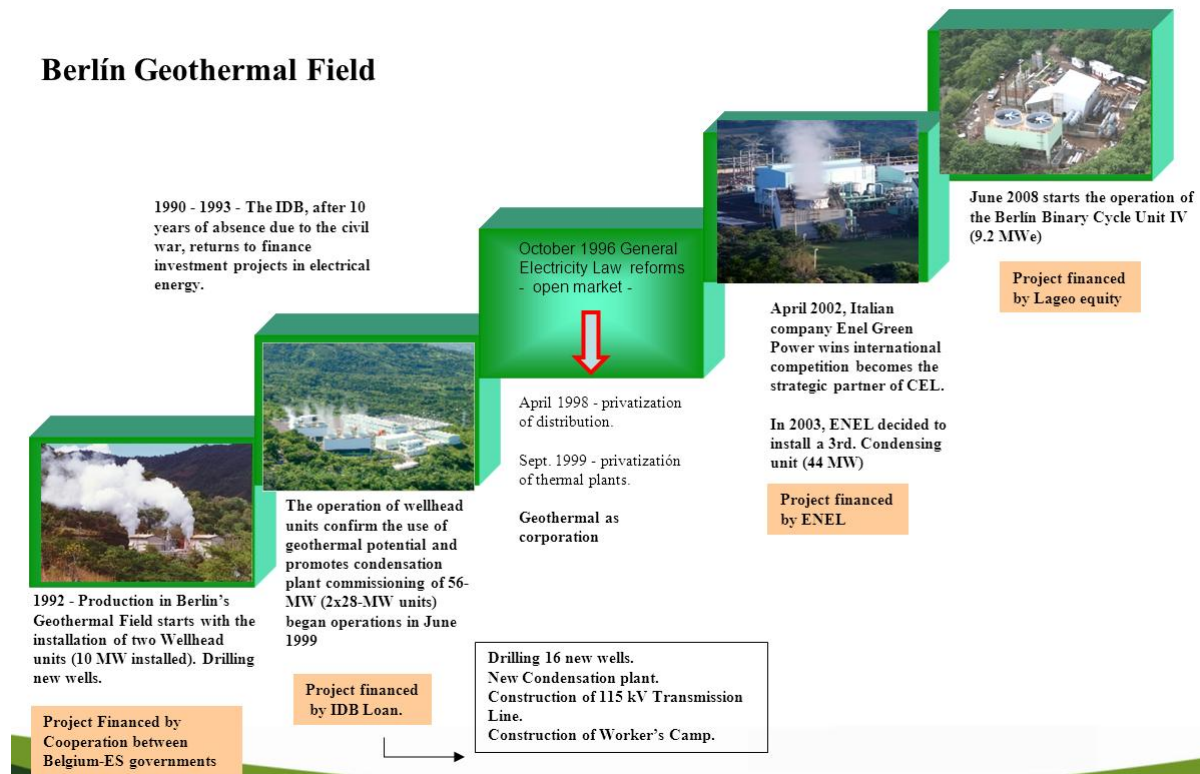 Berlín Geothermal Field
1990 - 1993 - The IDB, after 10
years of absence due to the civil
war, returns to finance
investment projects in electrical
energy.
1992 - Production in Berlin’s
Geothermal Field starts with the
installation of two Wellhead
units (10 MW installed). Drilling
new wells.
Project Financed by
Cooperation between
Belgium-ES governments
The operation of wellhead
units confirm the use of
geothermal potential and
promotes condensation
plant commissioning of 56-
MW (2x28-MW units)
began operations in June
1999
Project financed
by IDB Loan.
Drilling 16 new wells.
New Condensation plant.
Construction of 115 kV Transmission
Line.
Construction of Worker’s Camp.
October 1996 General
Electricity Law reforms
- open market -
April 1998 - privatization
of distribution.
Sept. 1999 - privatizatión
of thermal plants.
Geothermal as
corporation
April 2002, Italian
company Enel Green
Power wins international
competition becomes the
strategic partner of CEL.
In 2003, ENEL decided to
install a 3rd. Condensing
unit (44 MW)
Project financed
by ENEL
June 2008 starts the operation of
the Berlin Binary Cycle Unit IV
(9.2 MWe)
Project financed
by Lageo equity